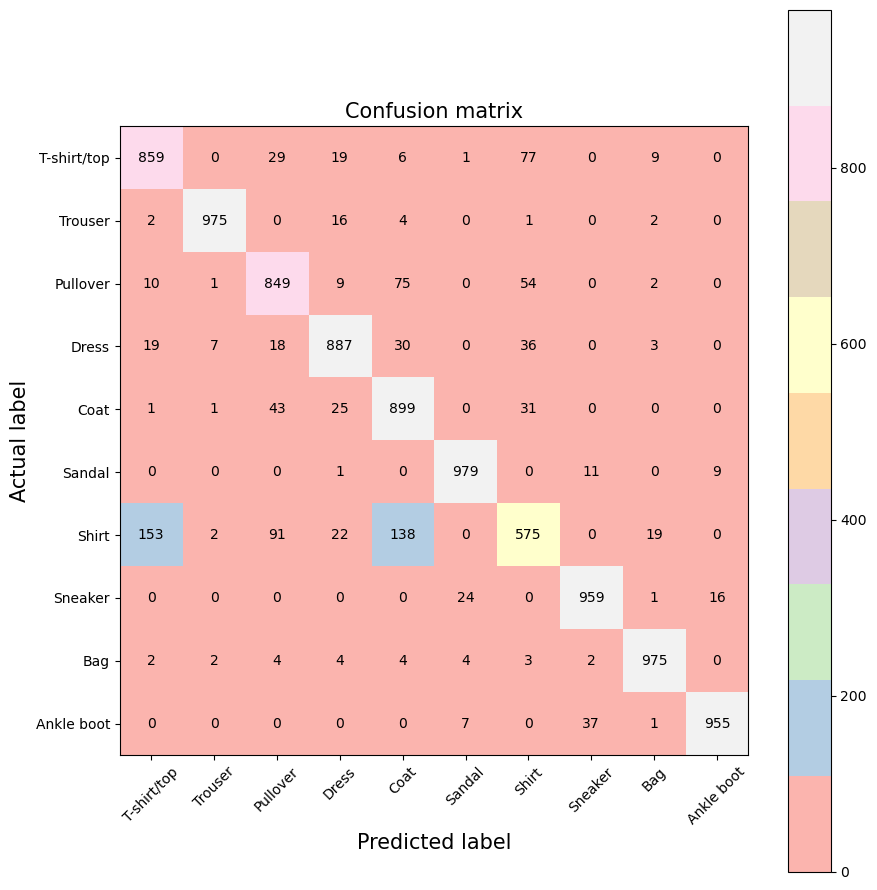 Confusion matrix
T-shirt/top 859 0 29 19 6 1 77 0 9 0
Trouser 2 975 0 16 4 0 1 0 2 0
Pullover 10 1 849 9 75 0 54 0 2 0
Dress 19 7 18 887 30 0 36 0 3 0
Coat 1 1 43 25 899 0 31 0 0 0
Sandal 0 0 0 1 0 979 0 11 0 9
Shirt 153 2 91 22 138 0 575 0 19 0
Sneaker 0 0 0 0 0 24 0 959 1 16
Bag 2 2 4 4 4 4 3 2 975 0
Ankle boot 0 0 0 0 0 7 0 37 1 955
T-shirt/top Trouser Pullover Dress Coat Sandal Shirt Sneaker Bag Ankle boot
Predicted label
Actual label
800
600
400
200
0